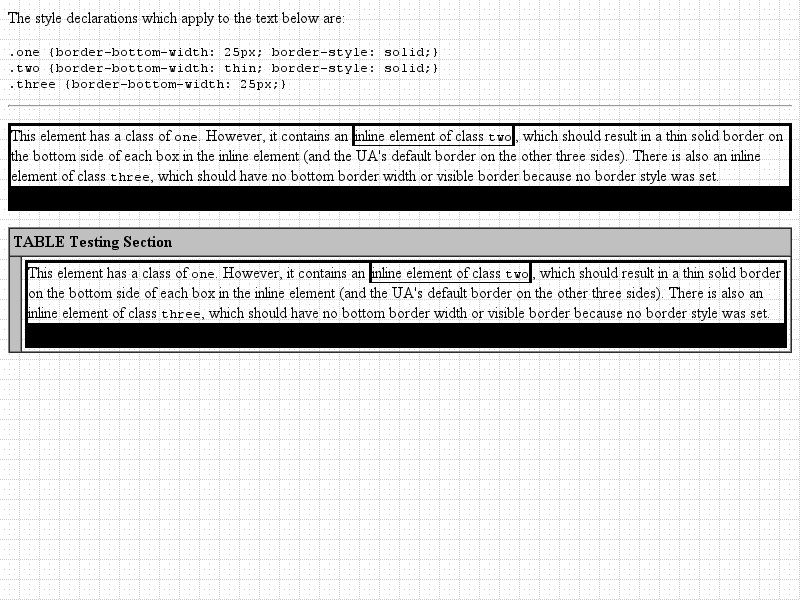 The style declarations which apply to the text below are:
.one {border-bottom-width: 25px; border-style: solid;}
.two {border-bottom-width: thin; border-style: solid;}
.three {border-bottom-width: 25px;}
This element has a class of one. However, it contains an inline element of class two, which should result in a thin solid border on
the bottom side of each box in the inline element (and the UA's default border on the other three sides). There is also an inline
element of class three, which should have no bottom border width or visible border because no border style was set.
TABLE Testing Section
This element has a class of one. However, it contains an inline element of class two, which should result in a thin solid border
on the bottom side of each box in the inline element (and the UA's default border on the other three sides). There is also an
inline element of class three, which should have no bottom border width or visible border because no border style was set.